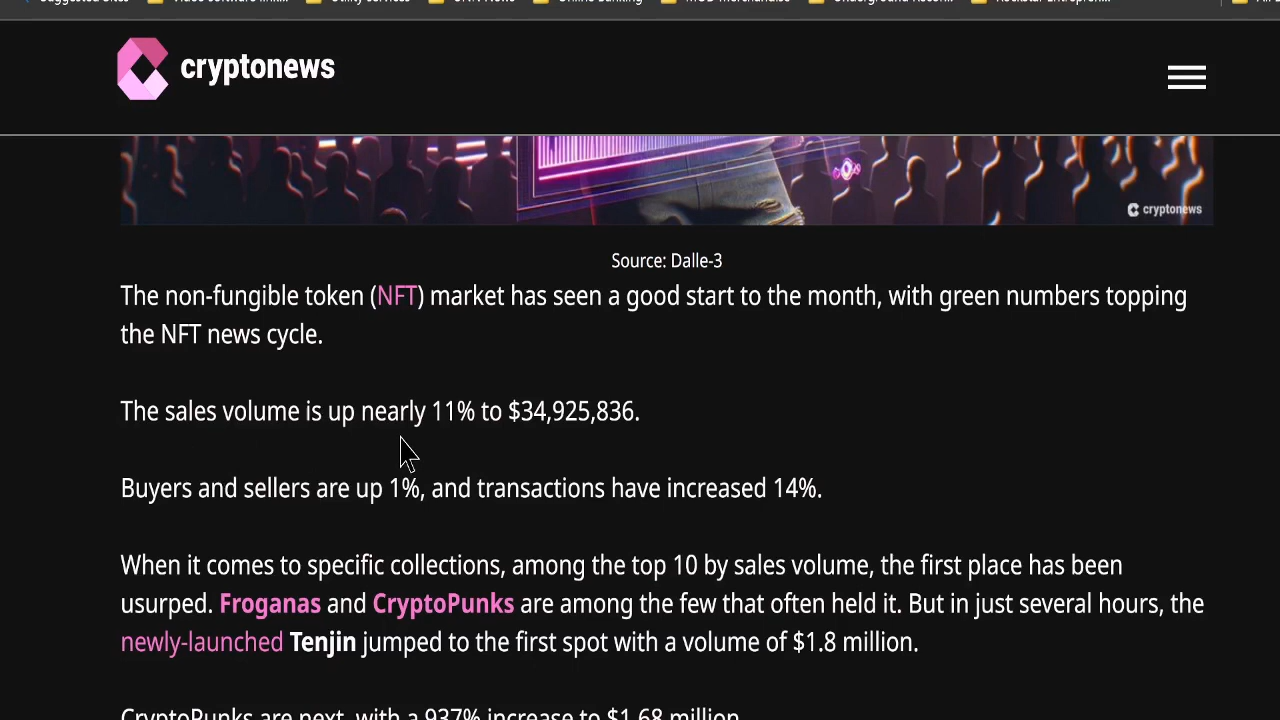 cryptonews
cryptonews
Source: Dalle-3
The non-fungible token (NFT) market has seen a good start to the month, with green numbers topping
the NFT news cycle.
The sales volume is up nearly 11% to $34,925,836.
Buyers and sellers are up 1%, and transactions have increased 14%.
When it comes to specific collections, among the top 10 by sales volume, the first place has been
usurped. Froganas and CryptoPunks are among the few that often held it. But in just several hours, the
newly-launched Tenjin jumped to the first spot with a volume of $1.8 million.
CryptoPunks are next, with a 937% increase to $1.68 million.